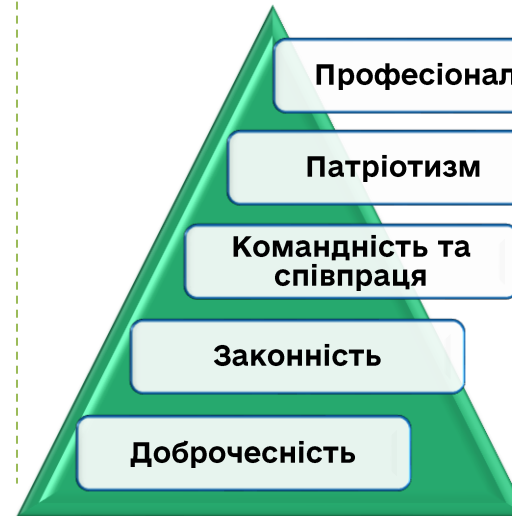 Професіонал
Патріотизм
Командність та
співпраця
Законність
Доброчесність